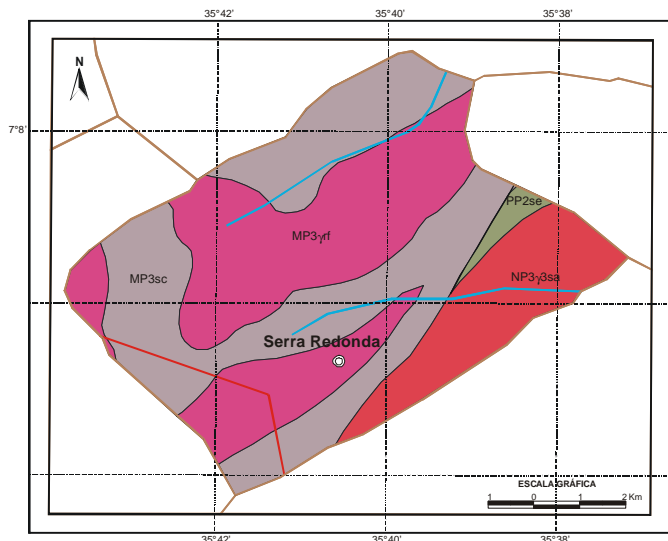 35°42' 35°40' 35°38'
N
7°8'
PP2se
MP3γrf
MP3sc
NP3γ3sa
Serra Redonda
ESCALA GRÁFICA
1 0 1 2 Km
35°42' 35°40' 35°38'